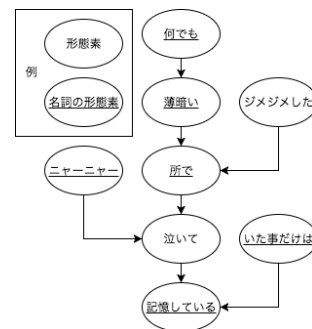 形態素
例
名詞の形態素
何でも
薄暗い
ジメジメした
所で
ニャーニャー
泣いて
いた事だけは
記憶している